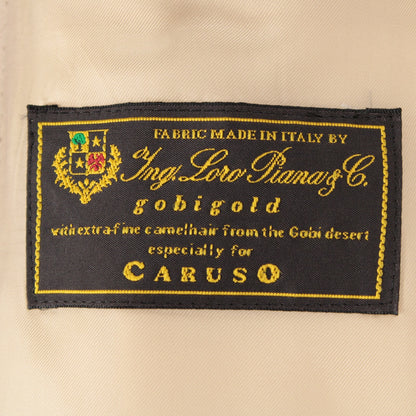 FABRIC MADE IN ITALY BY
Ing. Loro Piana & C.
gobigold
with extra-fine camelhair from the Gobi desert
especially for
CARUSO